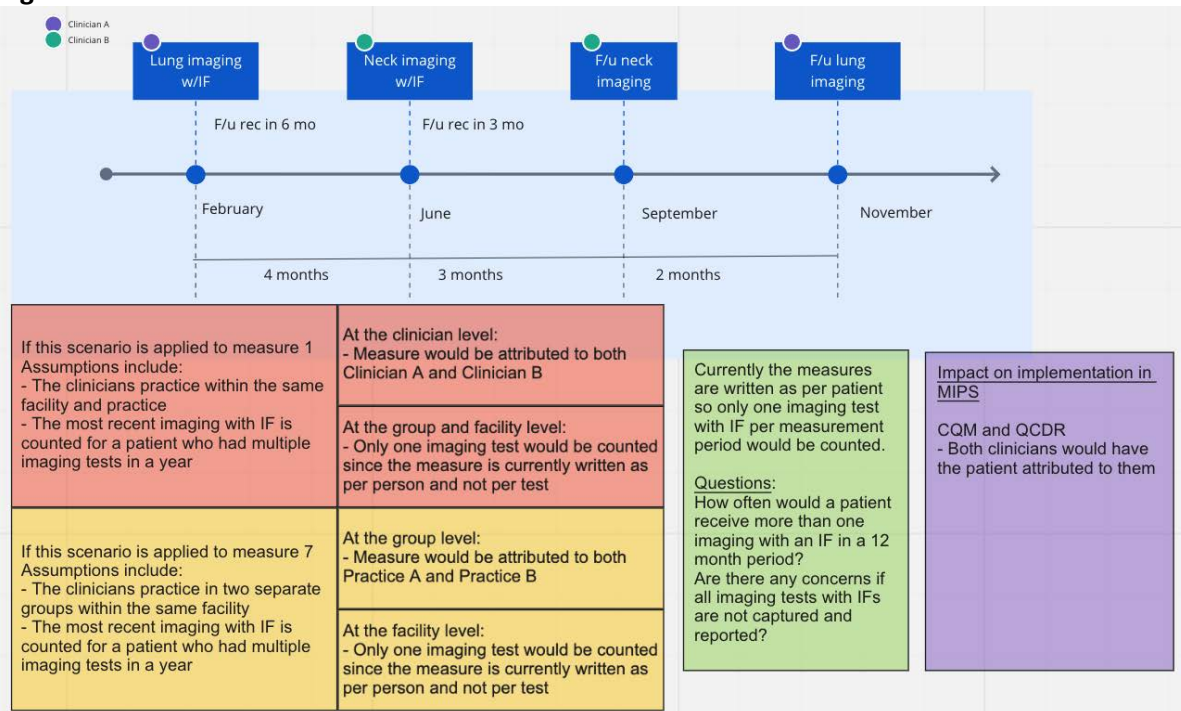 Clinician A
Clinician B
Lung imaging
w/IF
Neck imaging
w/IF
F/u neck
imaging
F/u lung
imaging
F/u rec in 6 mo
F/u rec in 3 mo
February
June
September
November
4 months
3 months
2 months
If this scenario is applied to measure 1
Assumptions include:
- The clinicians practice within the same
facility and practice
- The most recent imaging with IF is
counted for a patient who had multiple
imaging tests in a year
At the clinician level:
- Measure would be attributed to both
Clinician A and Clinician B
At the group and facility level:
- Only one imaging test would be counted
since the measure is currently written as
per person and not per test
If this scenario is applied to measure 7
Assumptions include:
- The clinicians practice in two separate
groups within the same facility
- The most recent imaging with IF is
counted for a patient who had multiple
imaging tests in a year
At the group level:
- Measure would be attributed to both
Practice A and Practice B
At the facility level:
- Only one imaging test would be counted
since the measure is currently written as
per person and not per test
Currently the measures
are written as per patient
so only one imaging test
with IF per measurement
period would be counted.
Questions:
How often would a patient
receive more than one
imaging with an IF in a 12
month period?
Are there any concerns if
all imaging tests with IFs
are not captured and
reported?
Impact on implementation in
MIPS
CQM and QCDR
- Both clinicians would have
the patient attributed to them